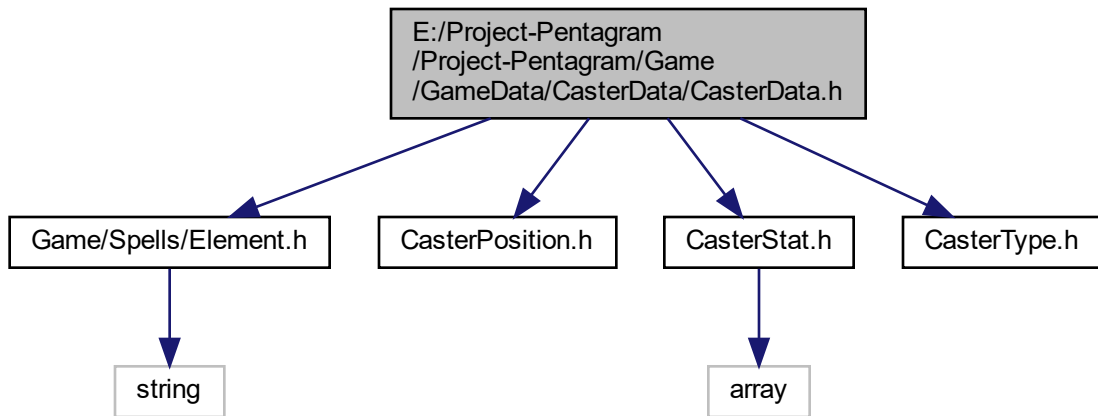 E:/Project-Pentagram
/Project-Pentagram/Game
/GameData/CasterData/CasterData.h
Game/Spells/Element.h
CasterPosition.h
CasterStat.h
CasterType.h
string
array